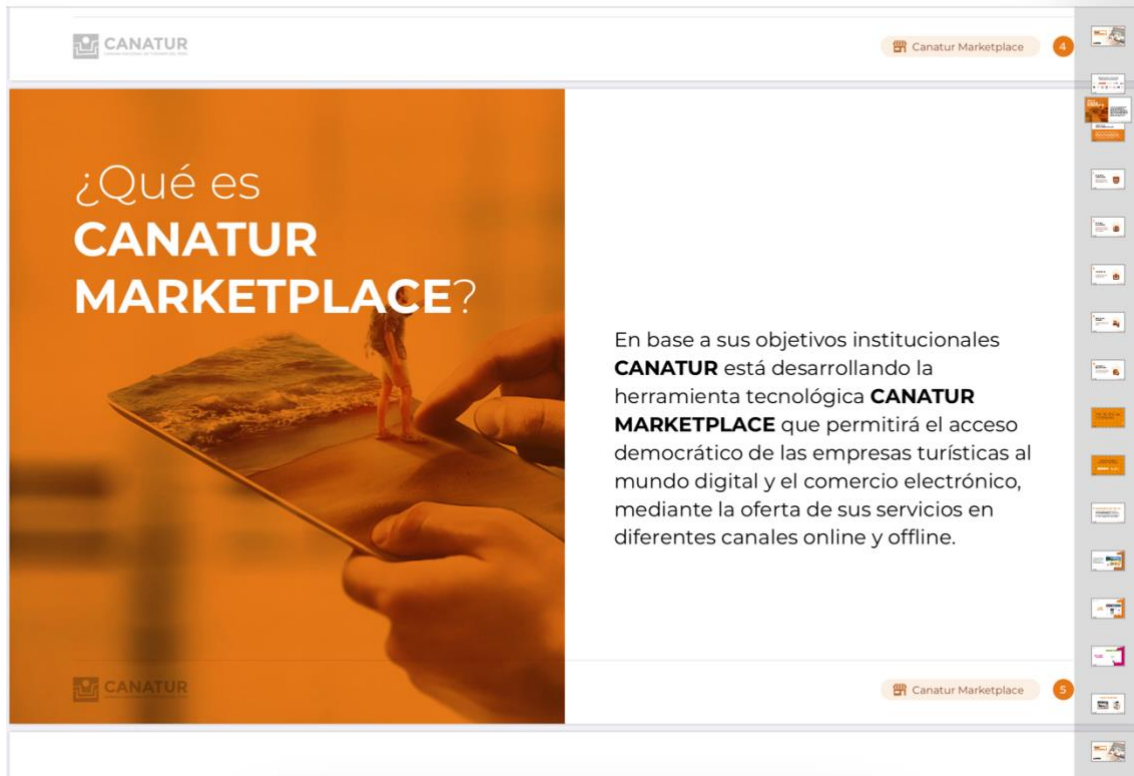 CANATUR
Canatur Marketplace
4
¿Qué es
CANATUR
MARKETPLACE?
En base a sus objetivos institucionales
CANATUR está desarrollando la
herramienta tecnológica CANATUR
MARKETPLACE que permitirá el acceso
democrático de las empresas turísticas al
mundo digital y el comercio electrónico,
mediante la oferta de sus servicios en
diferentes canales online y offline.
CANATUR
Canatur Marketplace
5